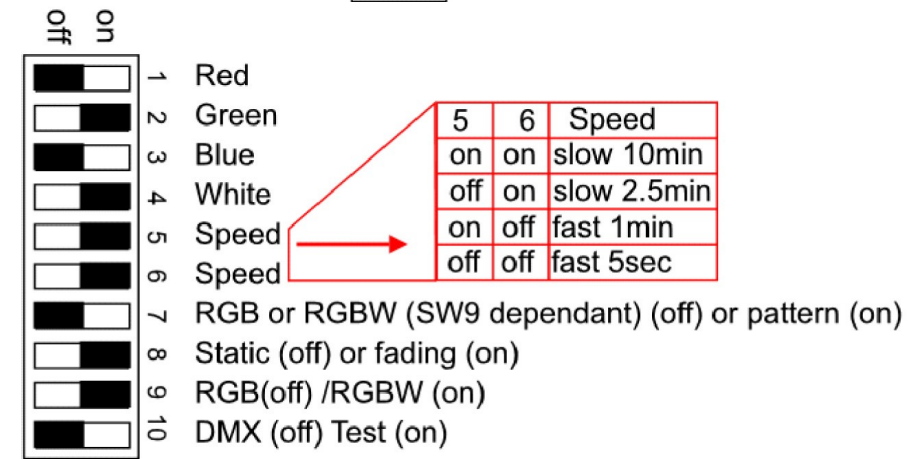 off on
1 Red
2 Green
3 Blue
4 White
5 Speed
6 Speed
7 RGB or RGBW (SW9 dependant) (off) or pattern (on)
8 Static (off) or fading (on)
9 RGB(off) /RGBW (on)
10 DMX (off) Test (on)
5 6 Speed
on on slow 10min
off on slow 2.5min
on off fast 1min
off off fast 5sec